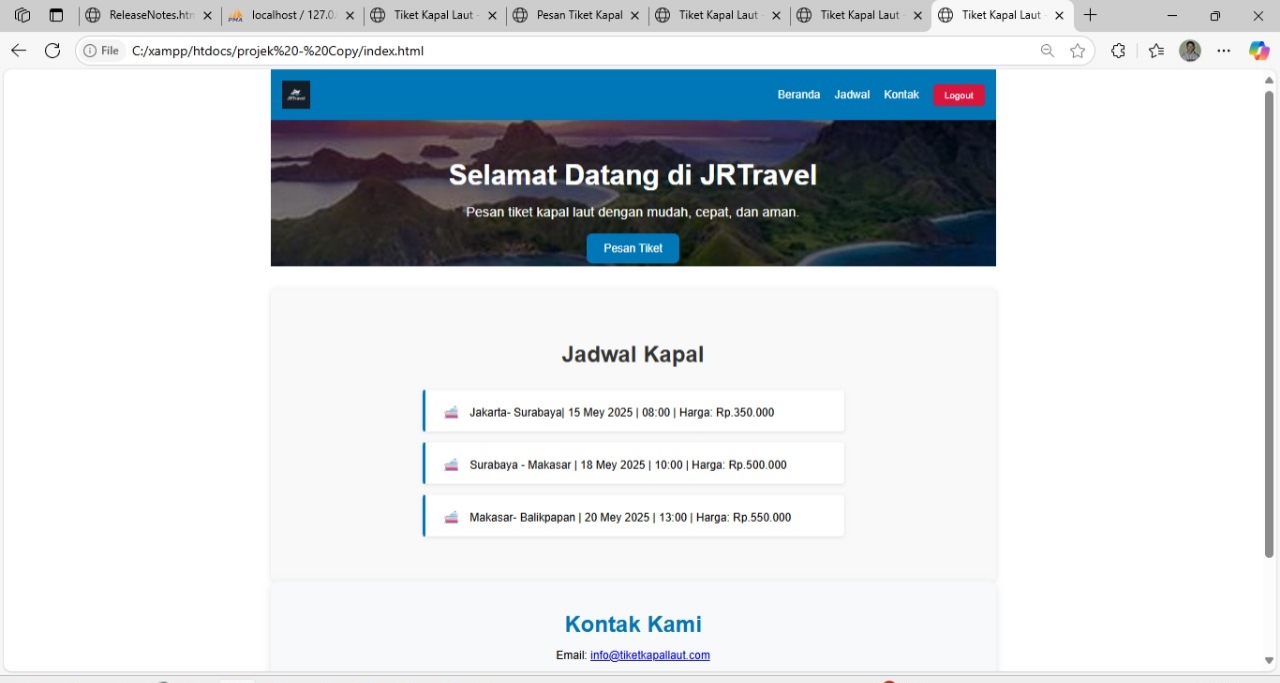 ReleaseNotes.htm
localhost / 127.0.
Tiket Kapal Laut -
Pesan Tiket Kapal
Tiket Kapal Laut -
Tiket Kapal Laut -
Tiket Kapal Laut -
File
C:/xampp/htdocs/projek%20-%20Copy/index.html
JRTravel
Beranda
Jadwal
Kontak
Logout
Selamat Datang di JRTravel
Pesan tiket kapal laut dengan mudah, cepat, dan aman.
Pesan Tiket
Jadwal Kapal
Jakarta- Surabaya| 15 Mey 2025 | 08:00 | Harga: Rp.350.000
Surabaya - Makasar | 18 Mey 2025 | 10:00 | Harga: Rp.500.000
Makasar- Balikpapan | 20 Mey 2025 | 13:00 | Harga: Rp.550.000
Kontak Kami
Email: info@tiketkapallaut.com